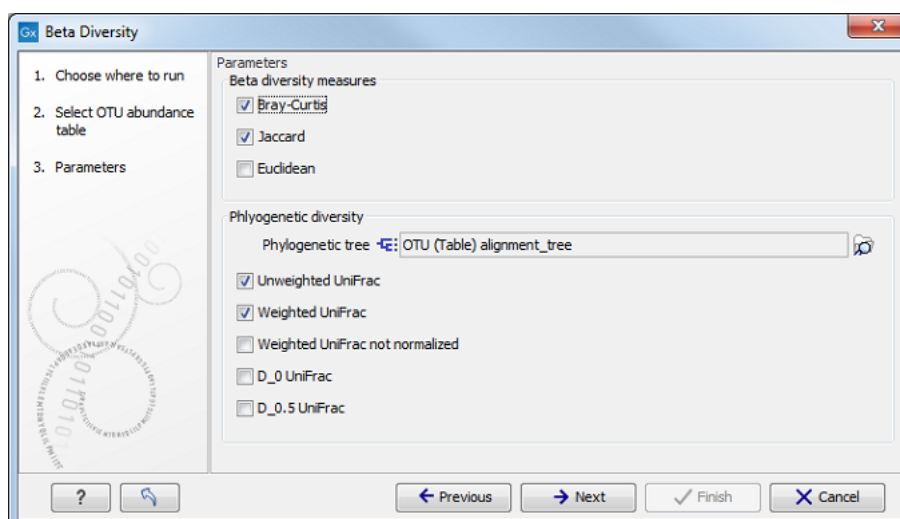 Gx Beta Diversity
1. Choose where to run
2. Select OTU abundance
table
3. Parameters
Parameters
Beta diversity measures
Bray-Curtis
Jaccard
Euclidean
Phlyogenetic diversity
Phylogenetic tree OTU (Table) alignment_tree
Unweighted UniFrac
Weighted UniFrac
Weighted UniFrac not normalized
D_0 UniFrac
D_0.5 UniFrac
? Previous Next Finish Cancel